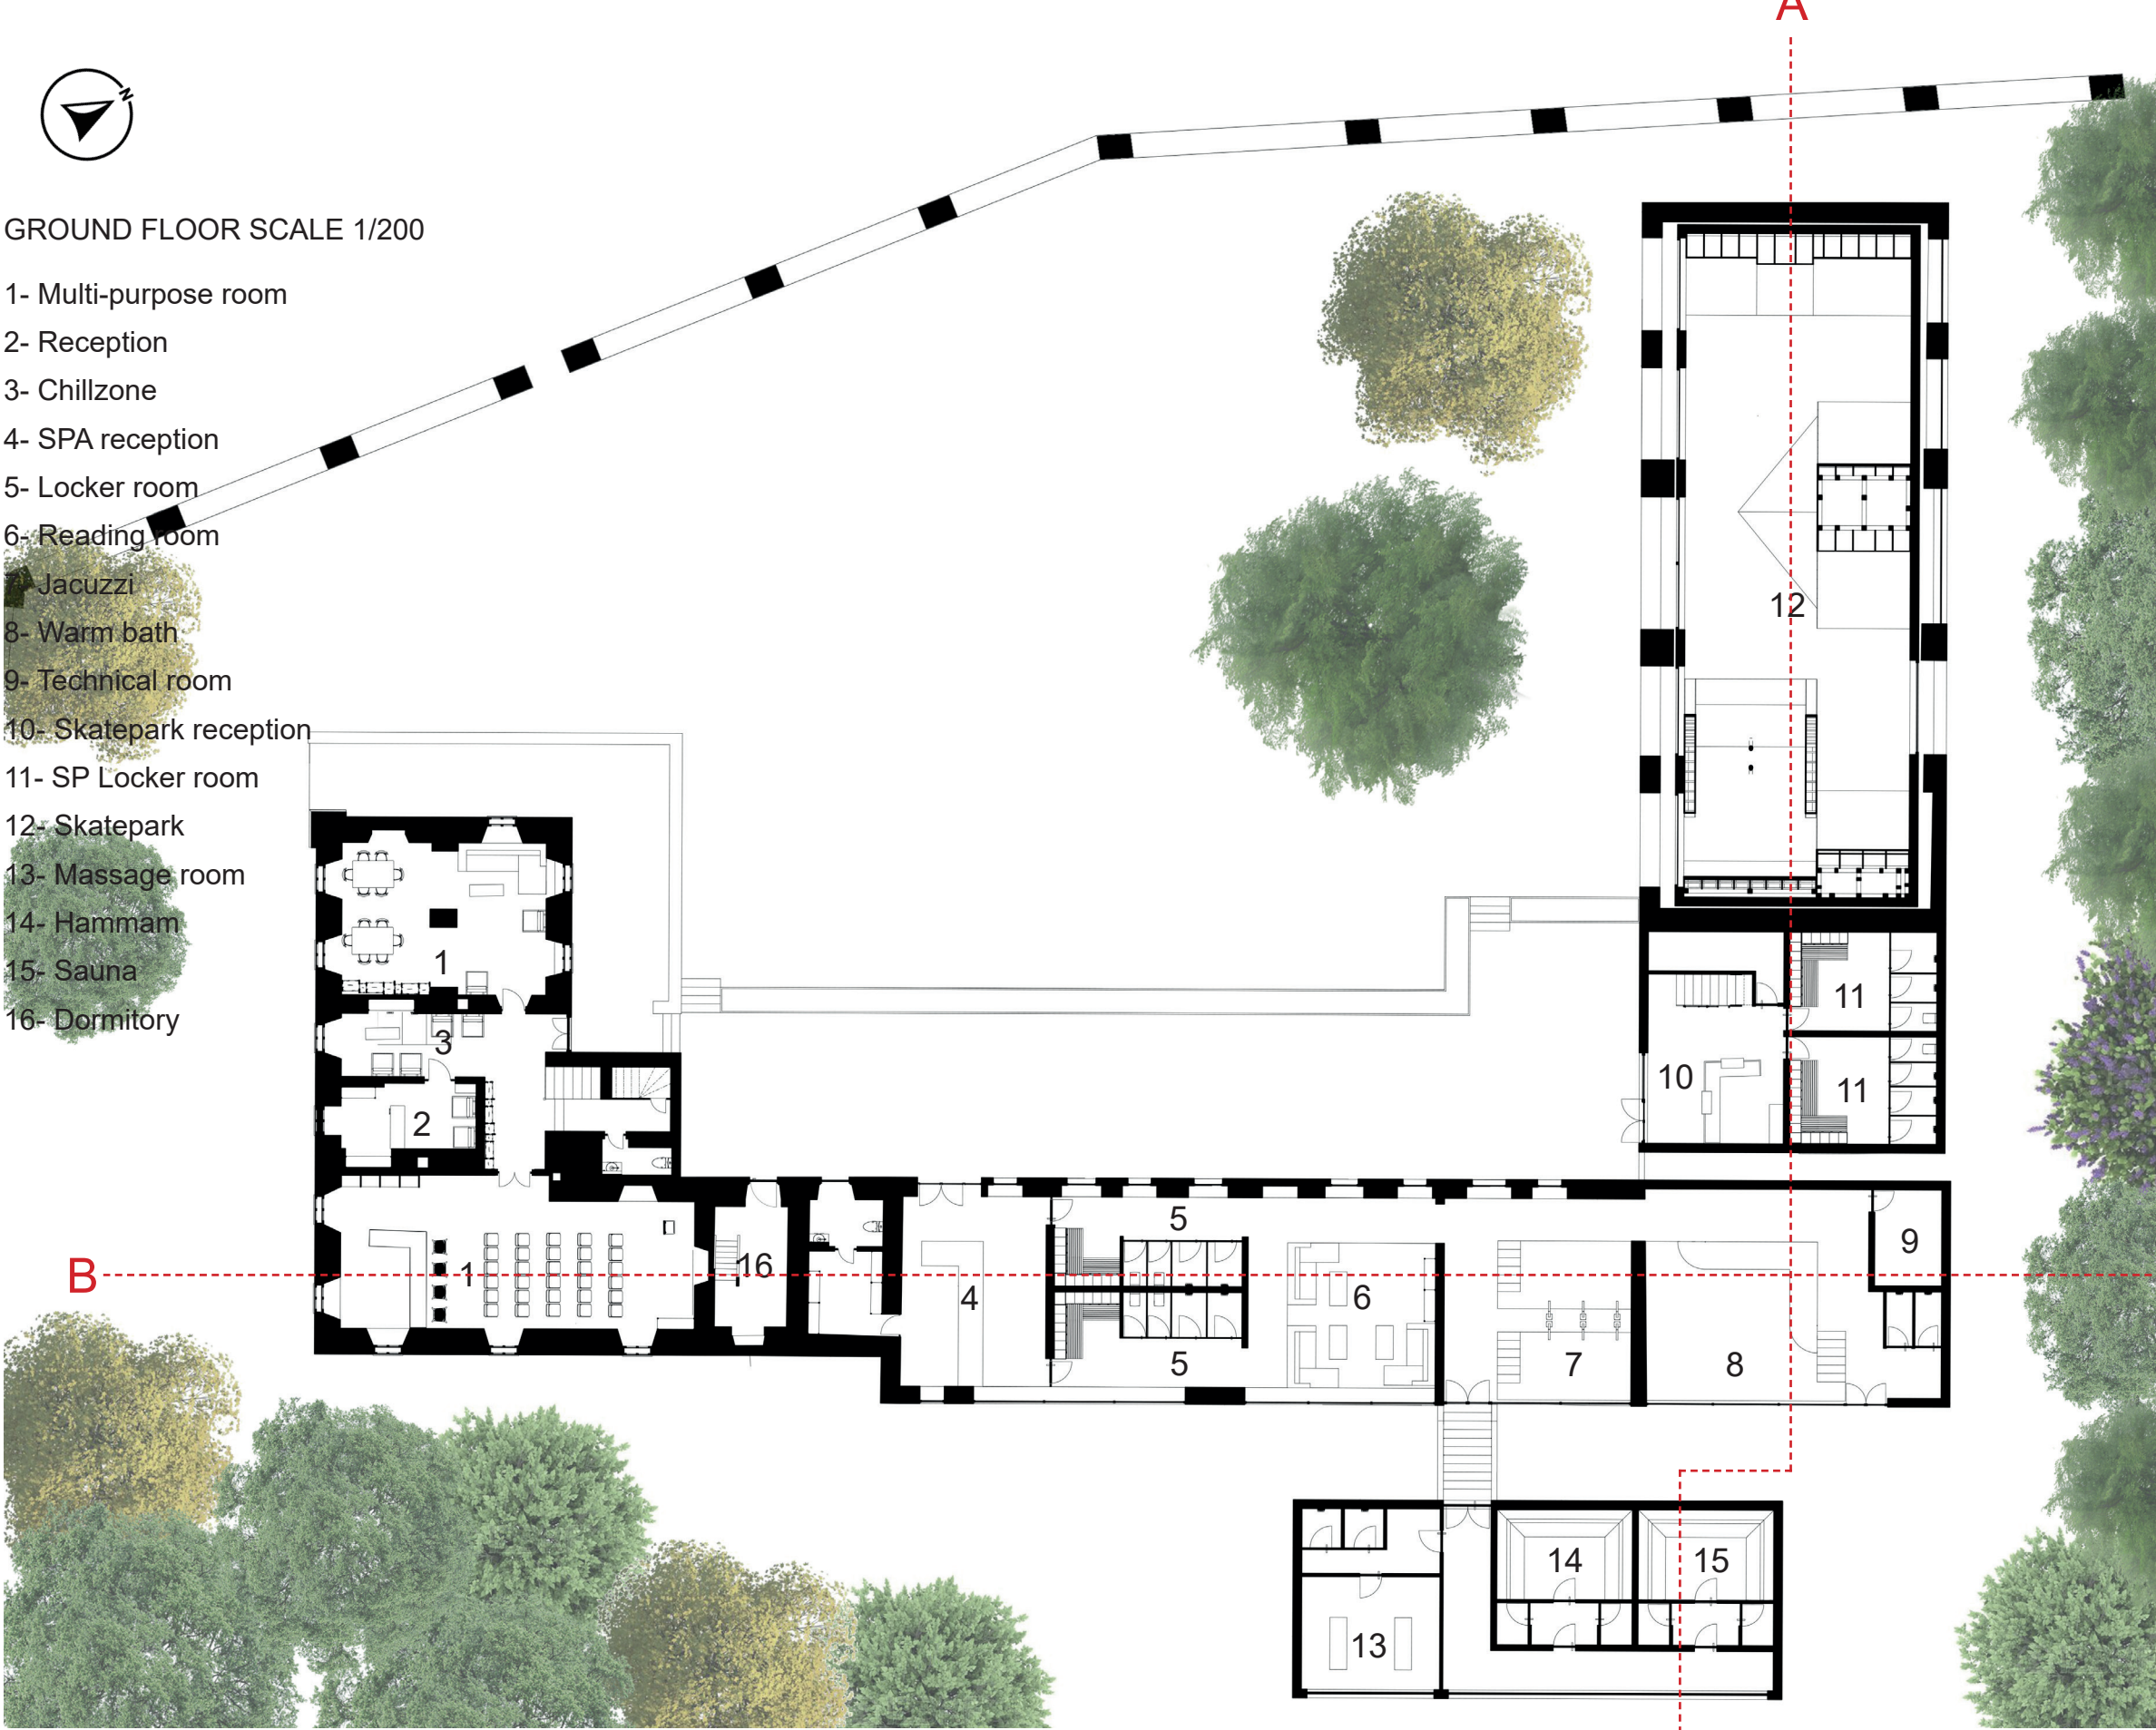 A
N
GROUND FLOOR SCALE 1/200
1- Multi-purpose room
2- Reception
3- Chillzone
4- SPA reception
5- Locker room
6- Reading room
7- Jacuzzi
8- Warm bath
9- Technical room
10- Skatepark reception
11- SP Locker room
12- Skatepark
13- Massage room
14- Hammam
15- Sauna
16- Dormitory
12
1
3
2
10
11
11
B
1
16
4
5
5
6
7
8
9
13
14
15